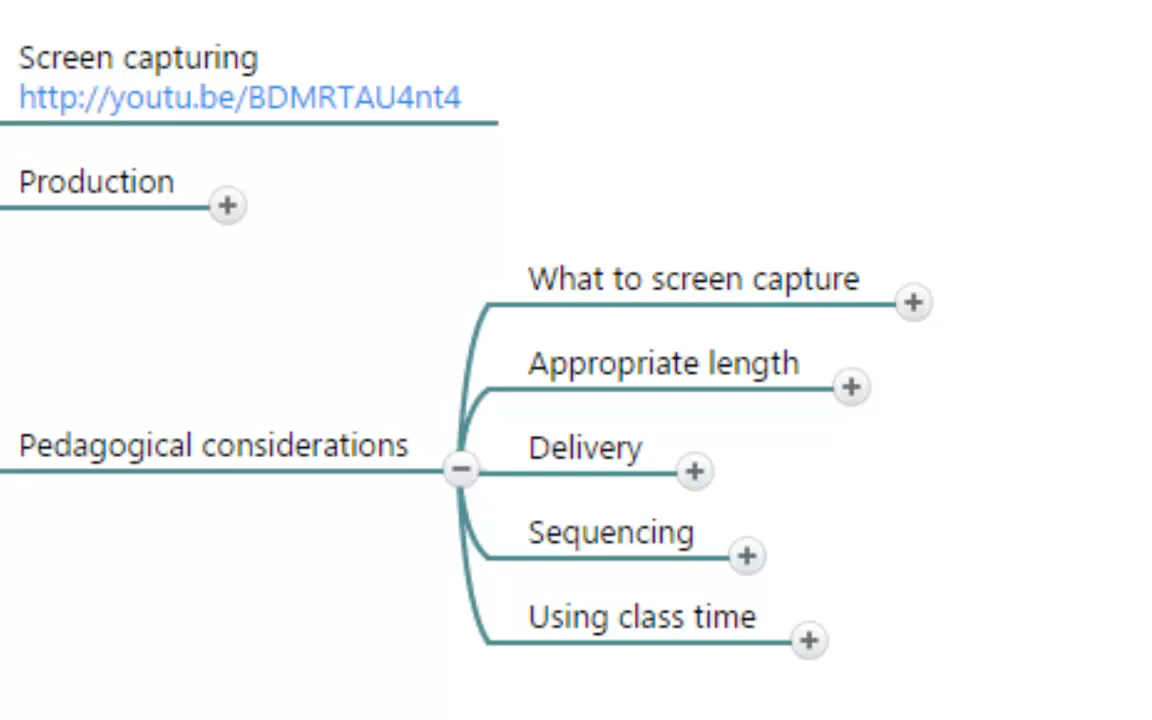 Screen capturing
http://youtu.be/BDMRTAU4nt4
Production
What to screen capture
Appropriate length
Pedagogical considerations
Delivery
Sequencing
Using class time